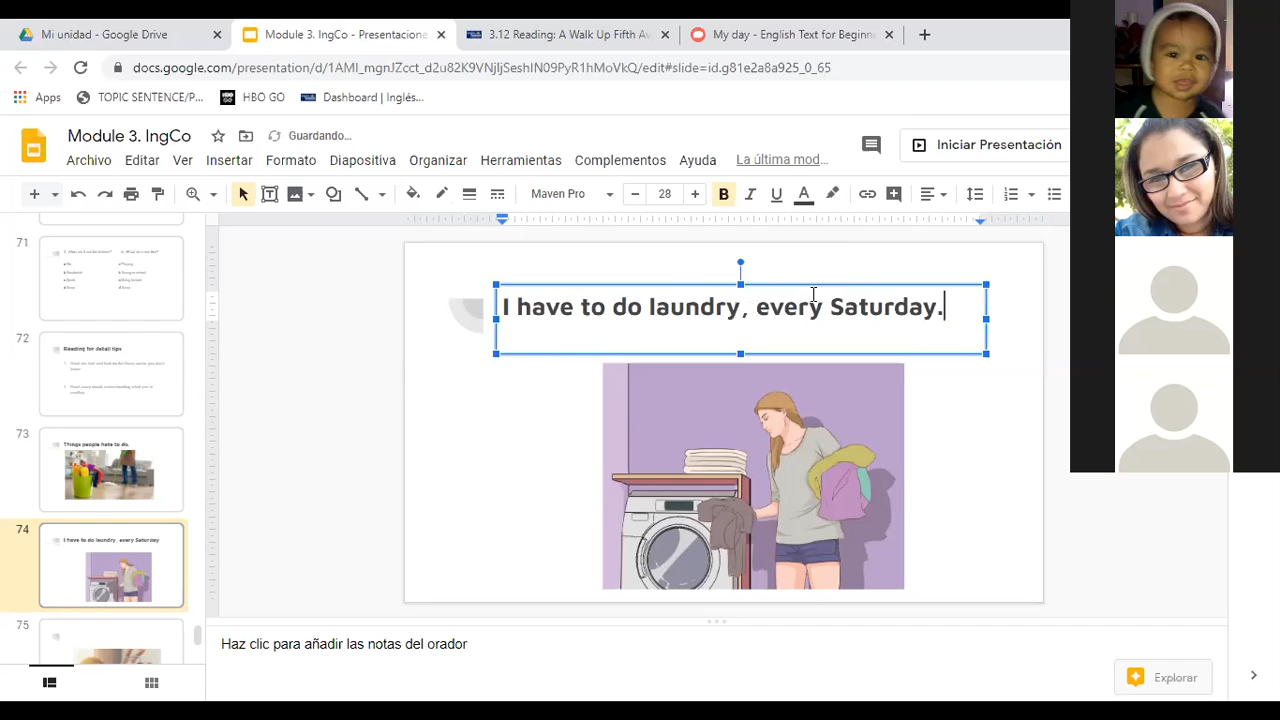 Mi unidad - Google Drive
Module 3. IngCo - Presentacione
3.12 Reading: A Walk Up Fifth Av
My day - English Text for Beginne
docs.google.com/presentation/d/
/edit#slide=id.g81e2a8a925_0_65
Apps
TOPIC SENTENCE/P...
HBO GO
Dashboard | Inglés...
Module 3. IngCo
Guardando...
Archivo
Editar
Ver
Insertar
Formato
Diapositiva
Organizar
Herramientas
Complementos
Ayuda
La última mod...
Iniciar Presentación
Maven Pro
28
B
I
U
A
71
72
Reading for detail tips
73
Things people hate to do.
74
I have to do laundry, every Saturday
75
I have to do laundry, every Saturday.
Haz clic para añadir las notas del orador
Explorar